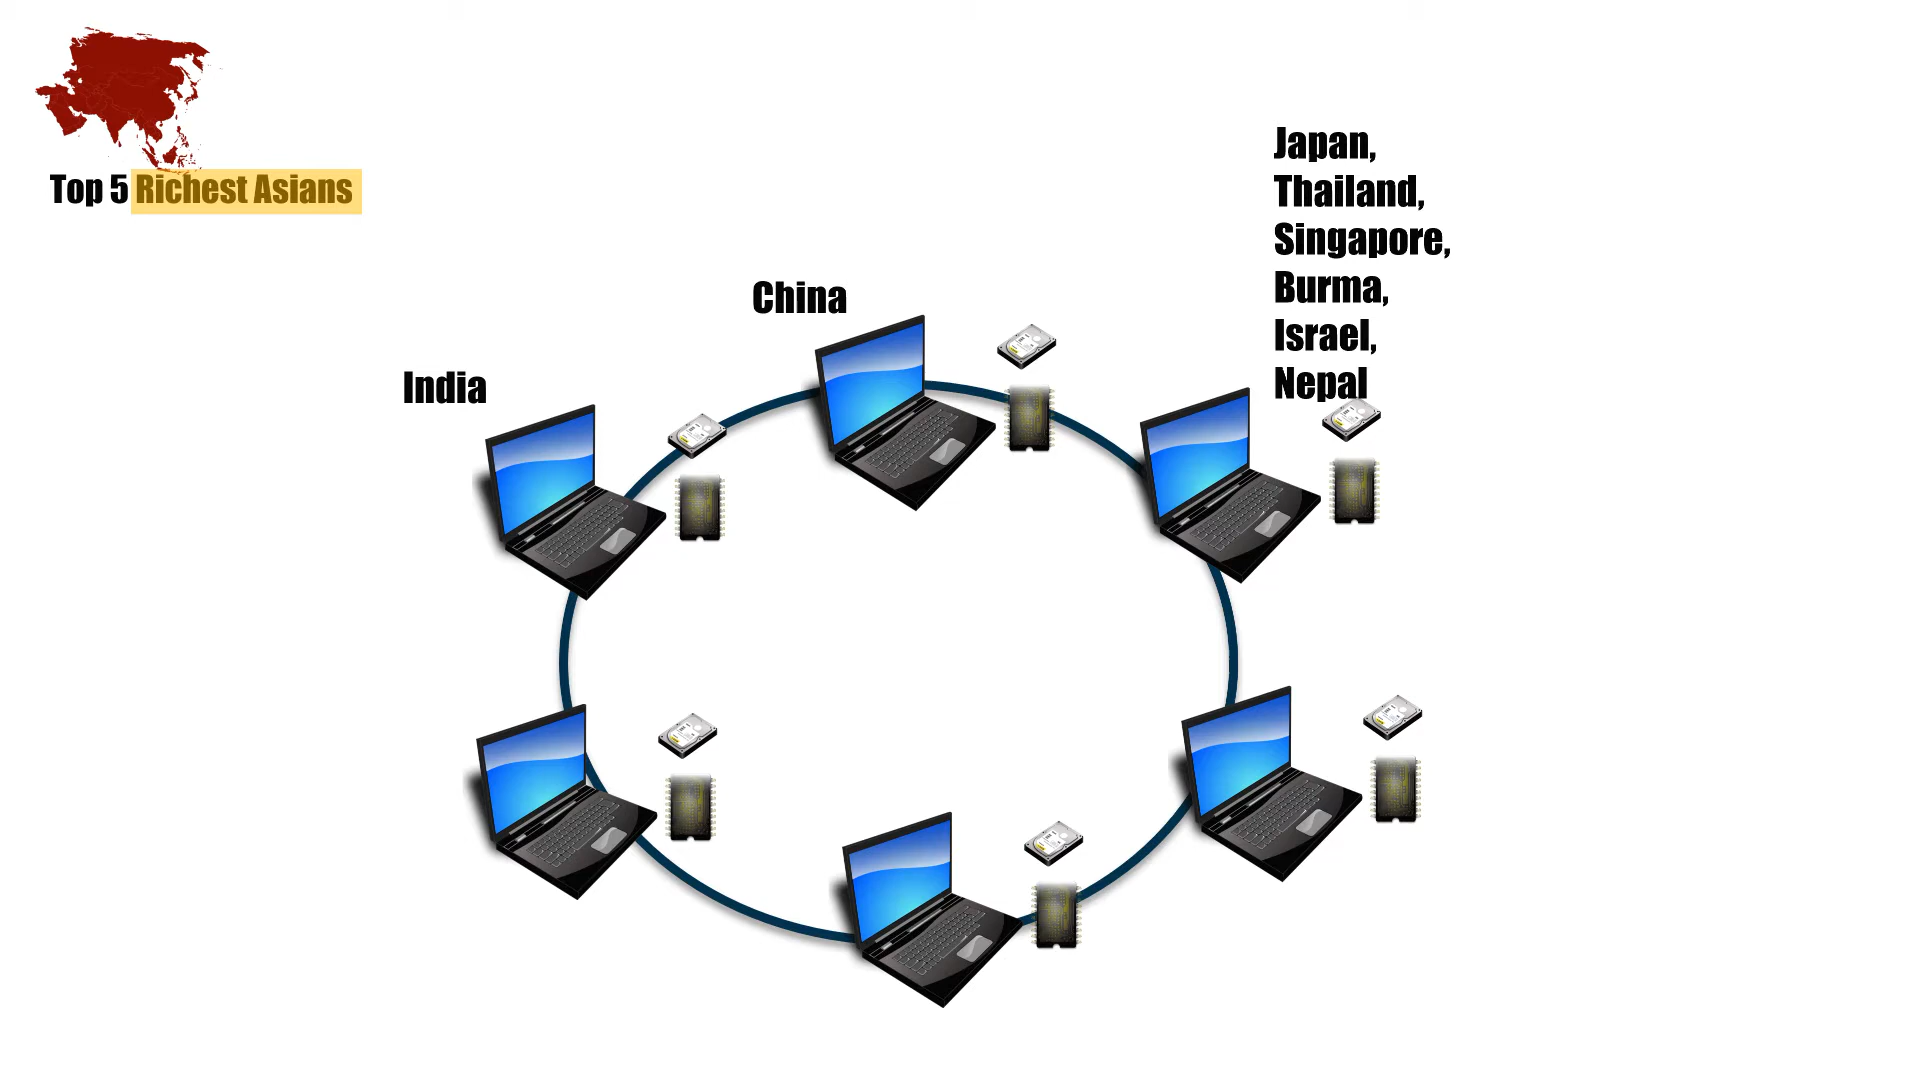 Top 5 Richest Asians
India
China
Japan,
Thailand,
Singapore,
Burma,
Israel,
Nepal